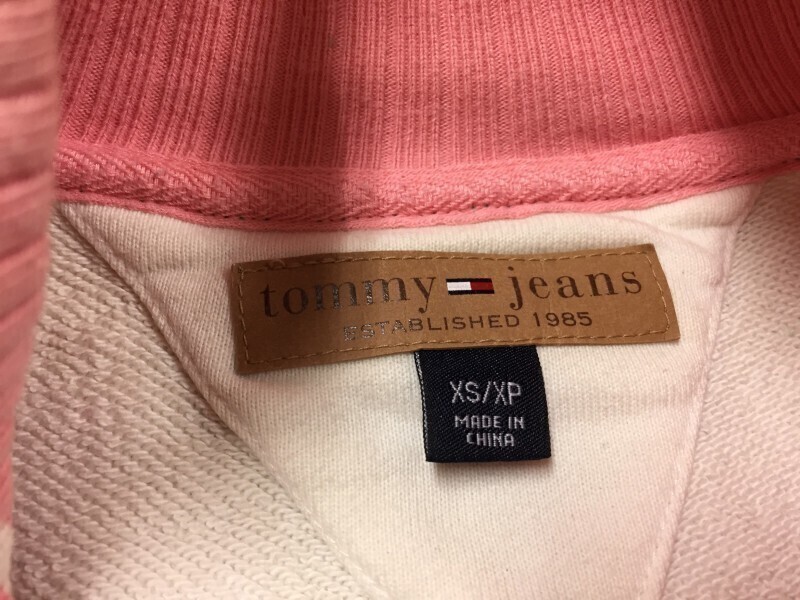 tommy jeans
ESTABLISHED 1985
XS/XP
MADE IN
CHINA